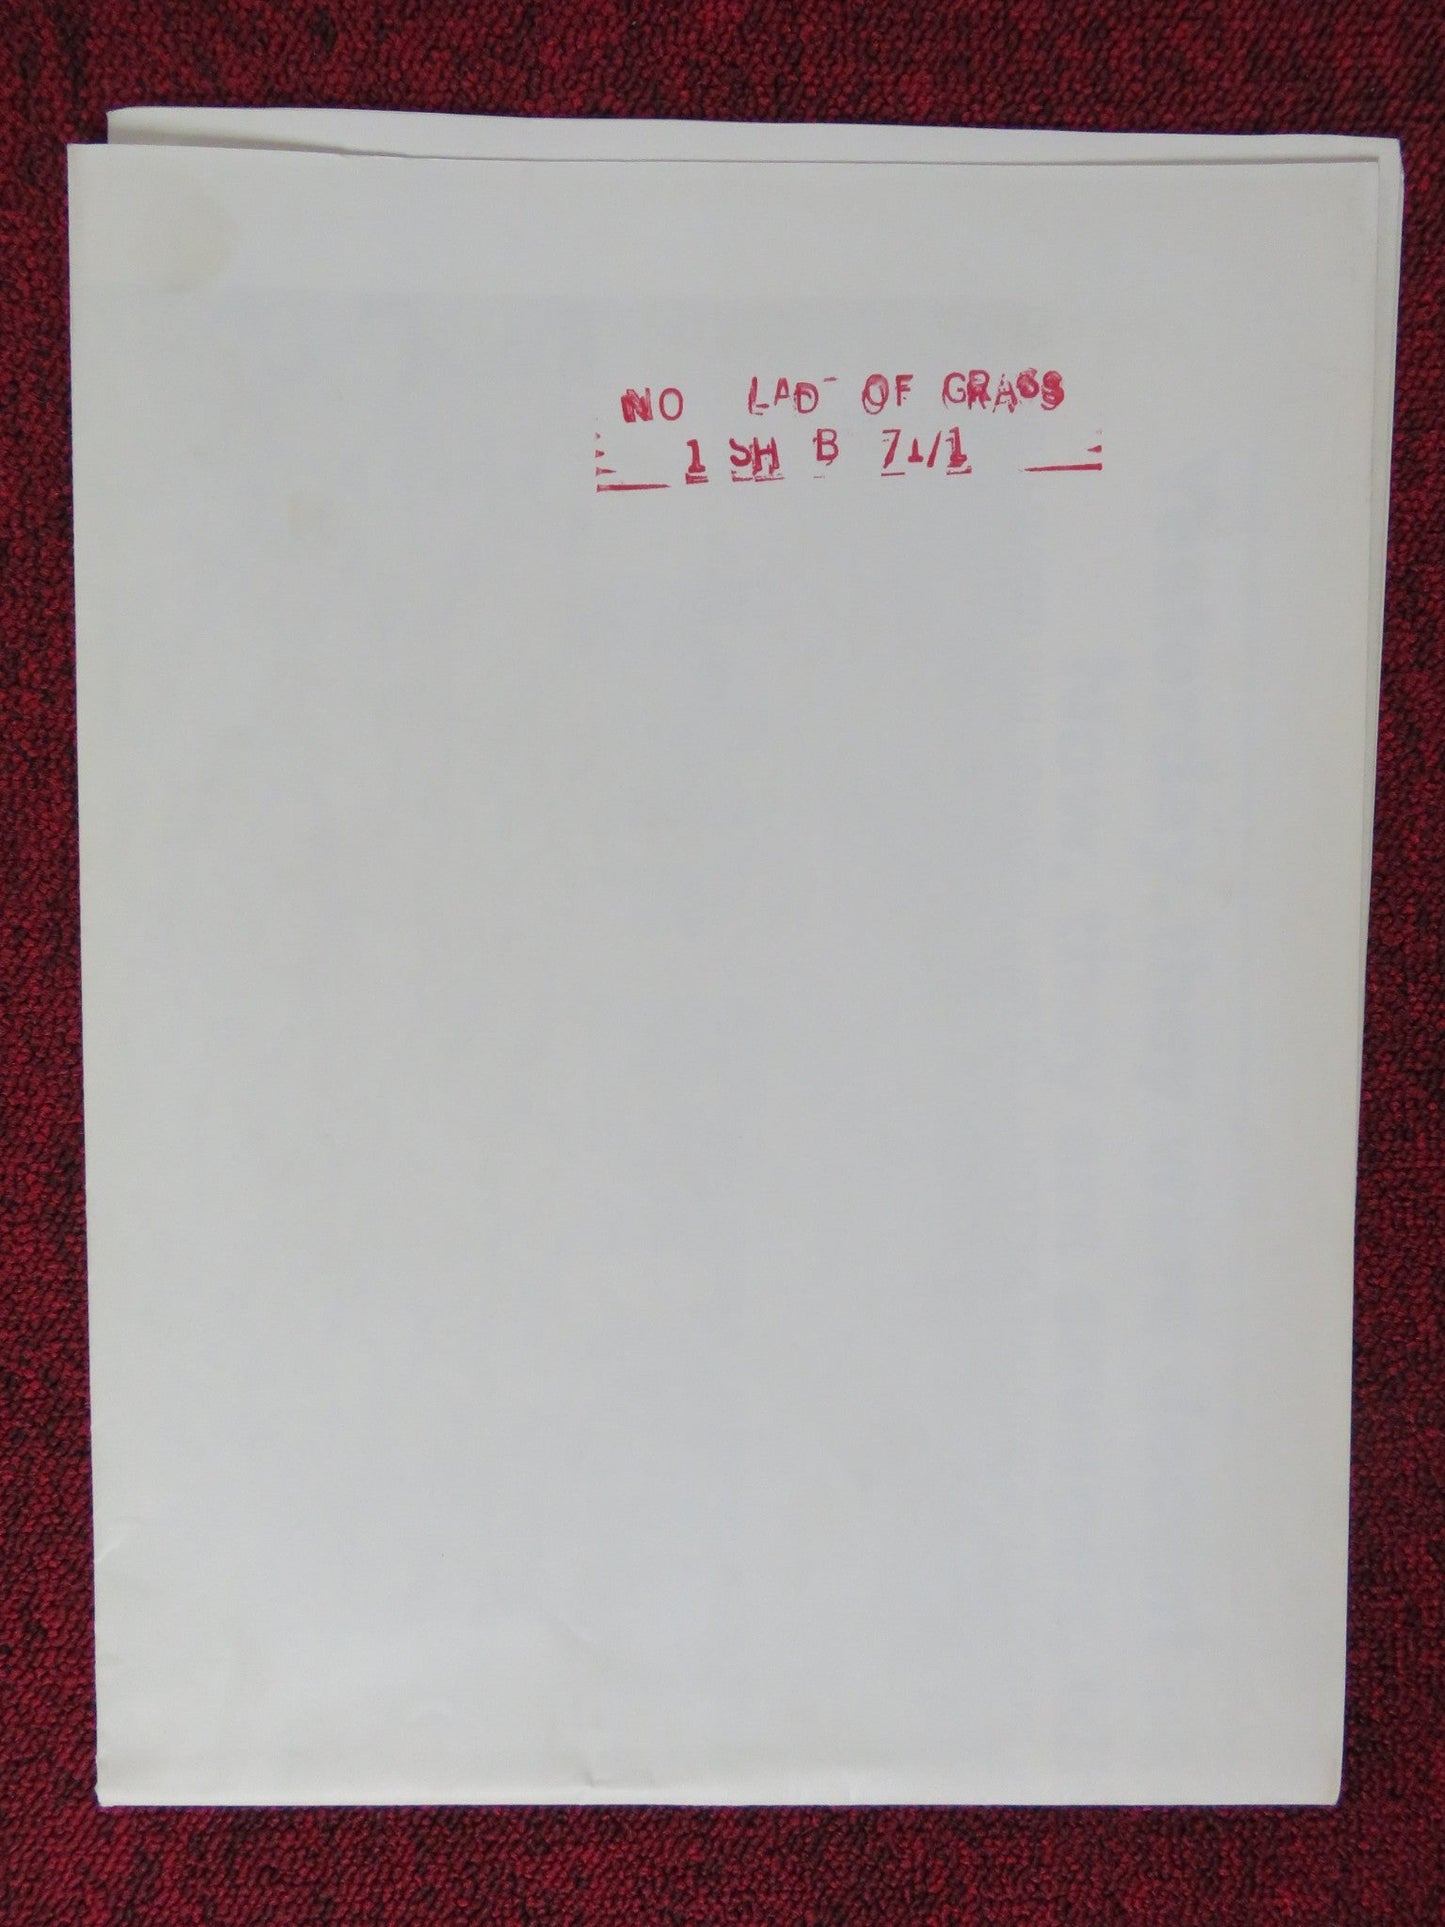 NO LAD OF GRASS
1 SH B 71/1